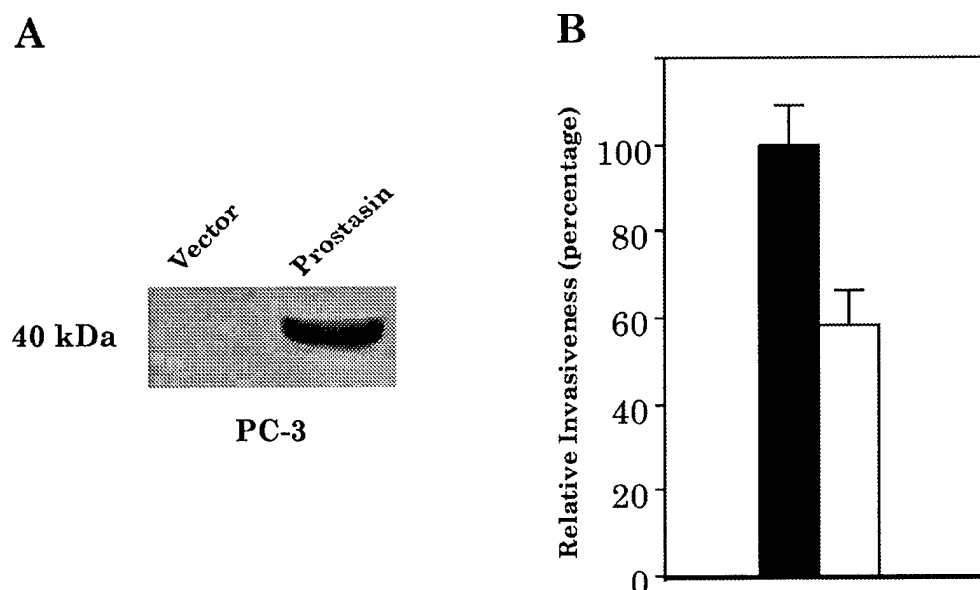 A
Vector
Prostasin
40 kDa
PC-3
B
Relative Invasiveness (percentage)
100
80
60
40
20
0